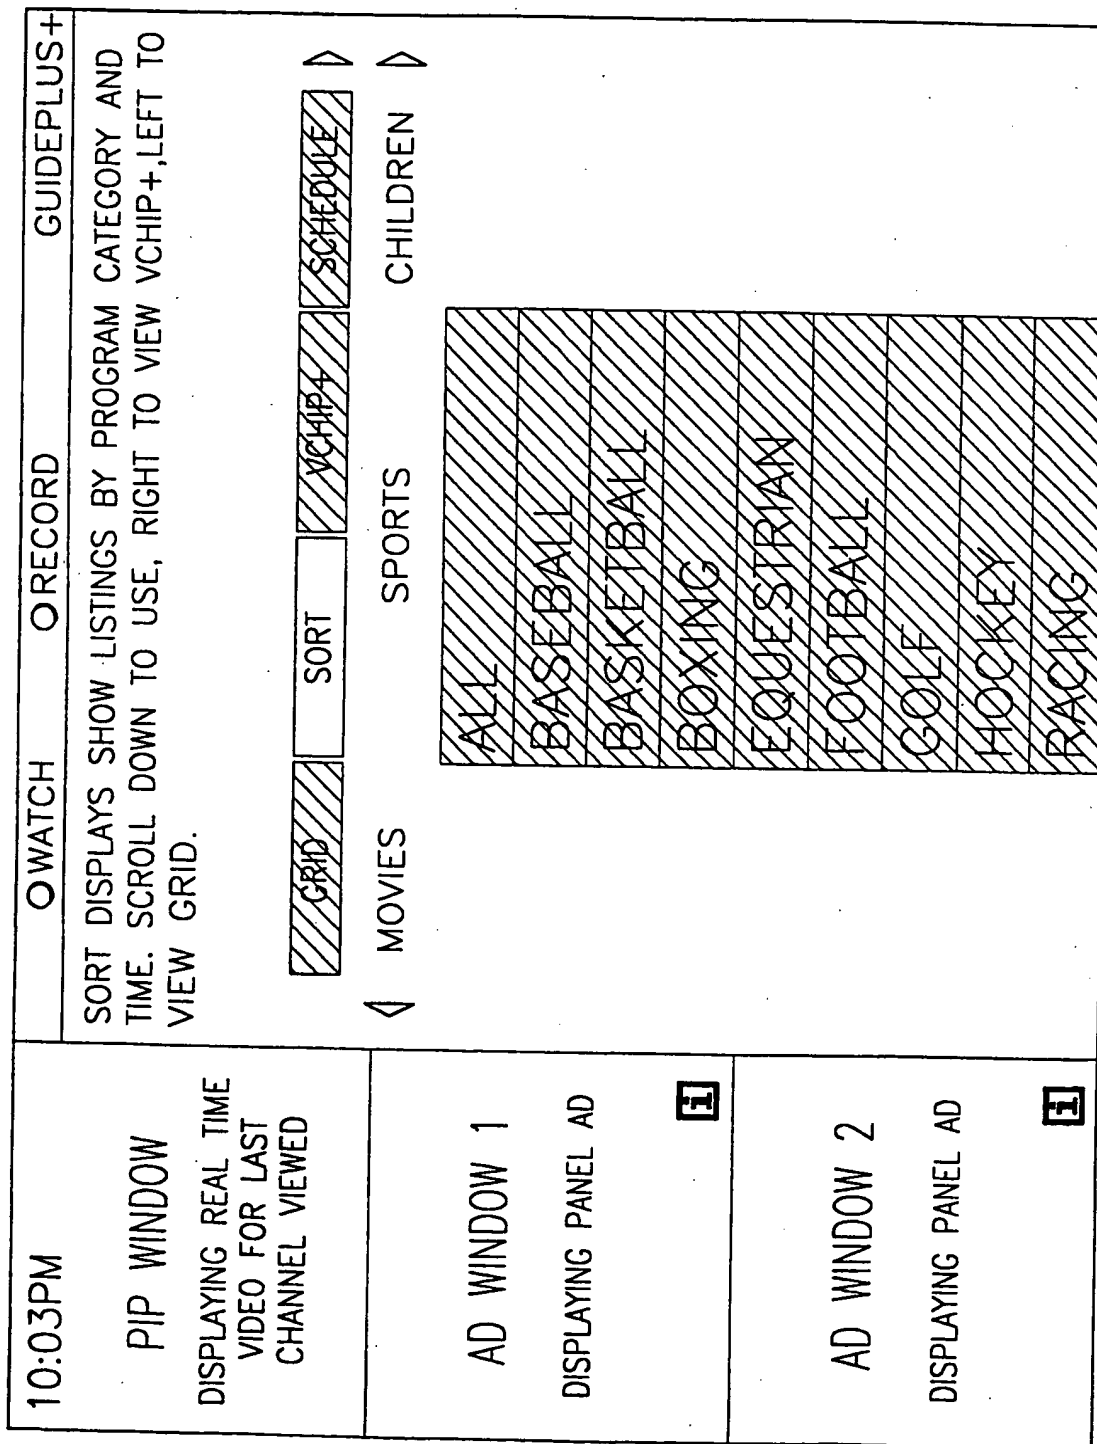 10:03PM
PIP WINDOW
DISPLAYING REAL TIME
VIDEO FOR LAST
CHANNEL VIEWED
AD WINDOW 1
DISPLAYING PANEL AD
i
AD WINDOW 2
DISPLAYING PANEL AD
i
O WATCH O RECORD GUIDEPLUS+
SORT DISPLAYS SHOW LISTINGS BY PROGRAM CATEGORY AND
TIME. SCROLL DOWN TO USE, RIGHT TO VIEW VCHIP+,LEFT TO
VIEW GRID.
GRID SORT VCHIP+ SCHEDULE
MOVIES SPORTS CHILDREN
ALL
BASEBALL
BASKETBALL
BOXING
EQUESTRIAN
FOOTBALL
GOLF
HOCKEY
RACING